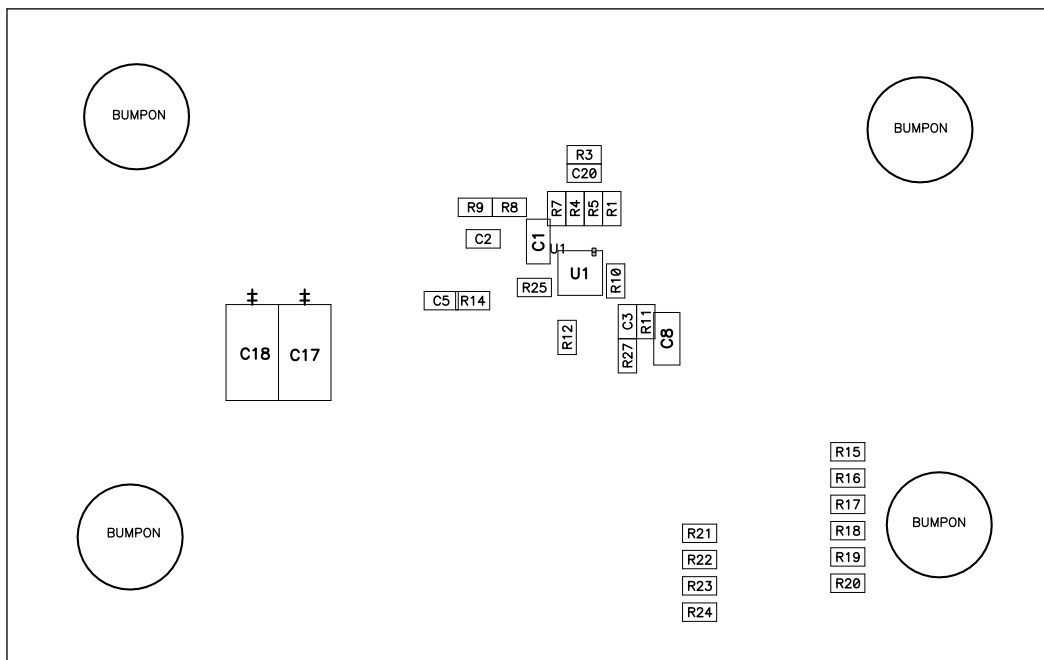 BUMPON
BUMPON
R3
C20
R9 R8 R7 R4 R5 R1
C2 C1 U1
U1 R10
R25
C5 R14
C3 R11
R12 C8
R27
C18 C17
R15
R16
R17
BUMPON
R18
BUMPON
R21
R19
R22
R20
R23
R24